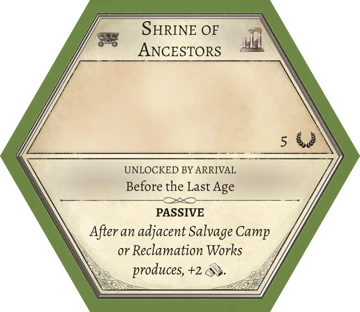 SHRINE OF
ANCESTORS
5
UNLOCKED BY ARRIVAL
Before the Last Age
PASSIVE
After an adjacent Salvage Camp
or Reclamation Works
produces, +2 .